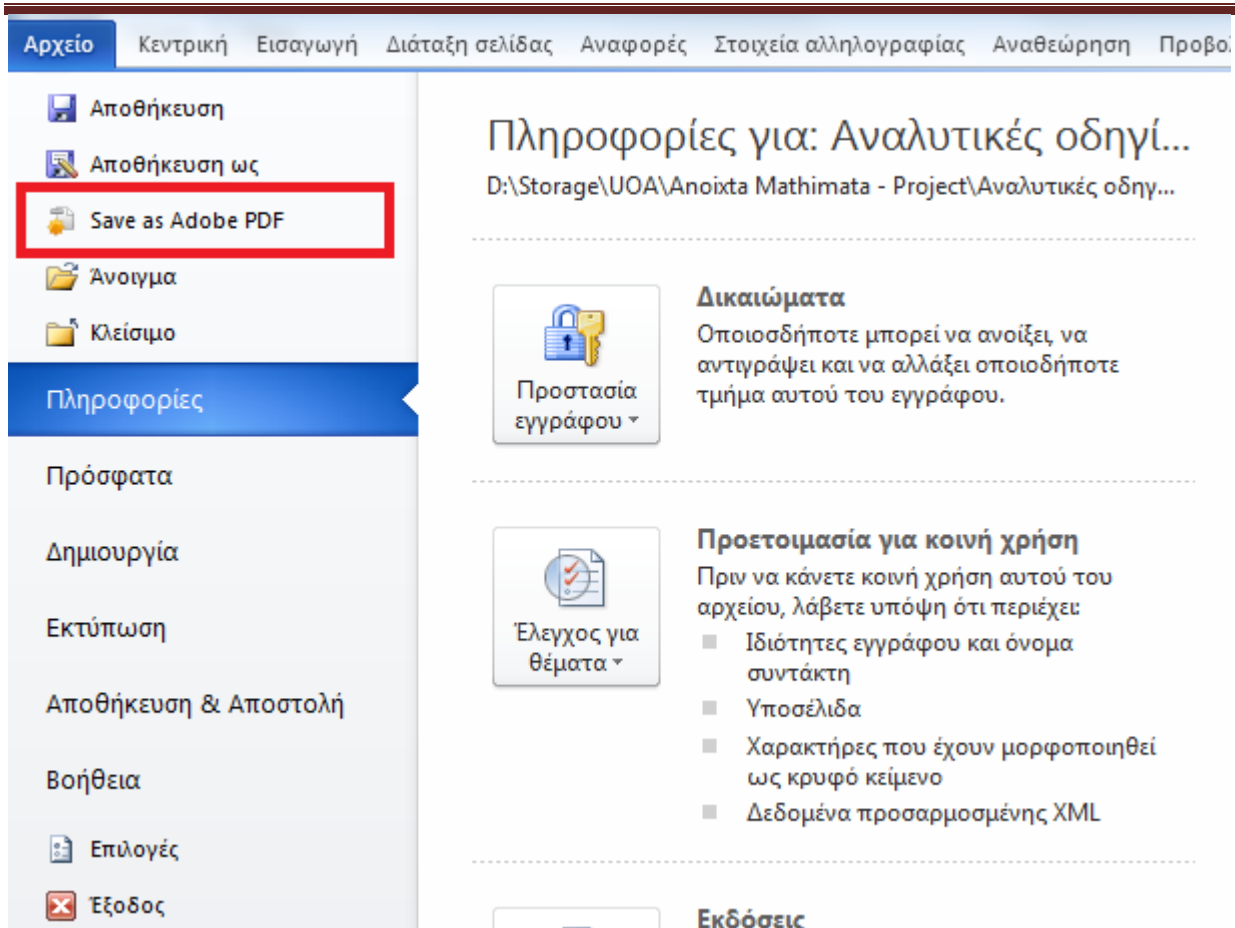 Αρχείο Κεντρική Εισαγωγή Διάταξη σελίδας Αναφορές Στοιχεία αλληλογραφίας Αναθεώρηση Προβολ
Αποθήκευση
Αποθήκευση ως
Save as Adobe PDF
Άνοιγμα
Κλείσιμο
Πληροφορίες
Πρόσφατα
Δημιουργία
Εκτύπωση
Αποθήκευση & Αποστολή
Βοήθεια
Επιλογές
Έξοδος
Πληροφορίες για: Αναλυτικές οδηγί...
D:\Storage\UOA\Anoixta Mathimata - Project\Αναλυτικές οδηγ...
Προστασία
εγγράφου
Δικαιώματα
Οποιοσδήποτε μπορεί να ανοίξει, να
αντιγράψει και να αλλάξει οποιοδήποτε
τμήμα αυτού του εγγράφου.
Έλεγχος για
θέματα
Προετοιμασία για κοινή χρήση
Πριν να κάνετε κοινή χρήση αυτού του
αρχείου, λάβετε υπόψη ότι περιέχει:
Ιδιότητες εγγράφου και όνομα
συντάκτη
Υποσέλιδα
Χαρακτήρες που έχουν μορφοποιηθεί
ως κρυφό κείμενο
Δεδομένα προσαρμοσμένης XML
Εκδόσεις